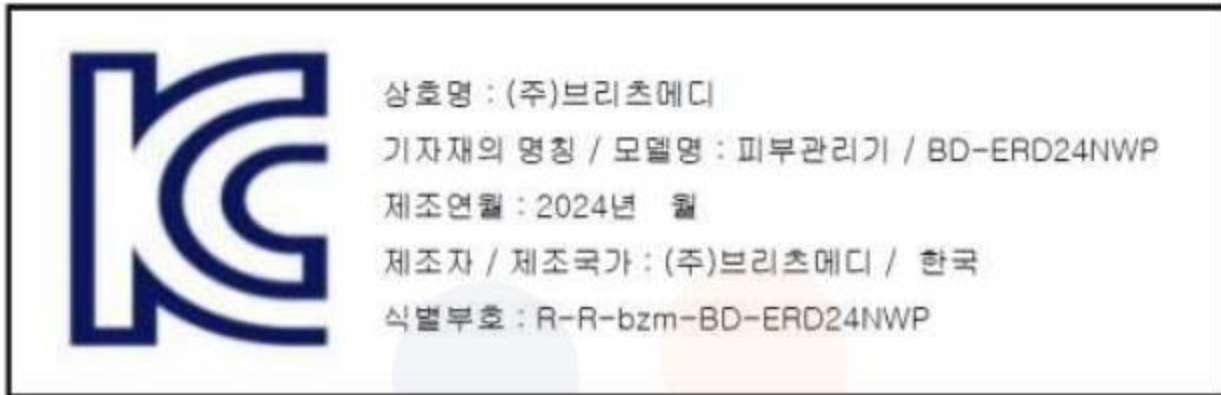 KC
상호명 : (주)브리츠메디
기자재의 명칭 / 모델명 : 피부관리기 / BD-ERD24NWP
제조연월 : 2024년 월
제조자 / 제조국가 : (주)브리츠메디 / 한국
식별부호 : R-R-bzm-BD-ERD24NWP